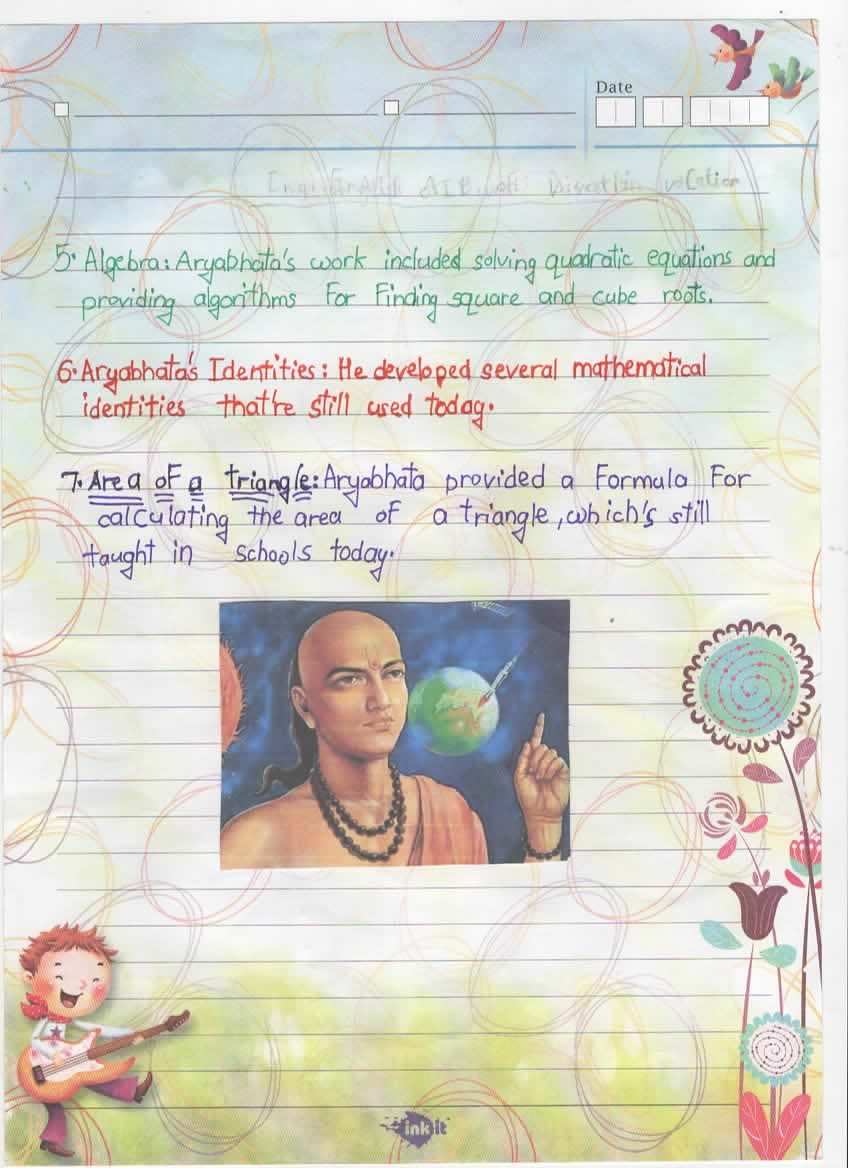 Date
5. Algebra: Aryabhata's work included solving quadratic equations and
providing algorithms For Finding square and cube roots.
6. Aryabhata's Identities: He developed several mathematical
identities that're still used today.
7. Area of a triangle: Aryabhata provided a Formula For
calculating the area of a triangle, which's still
taught in schools today.
ink it